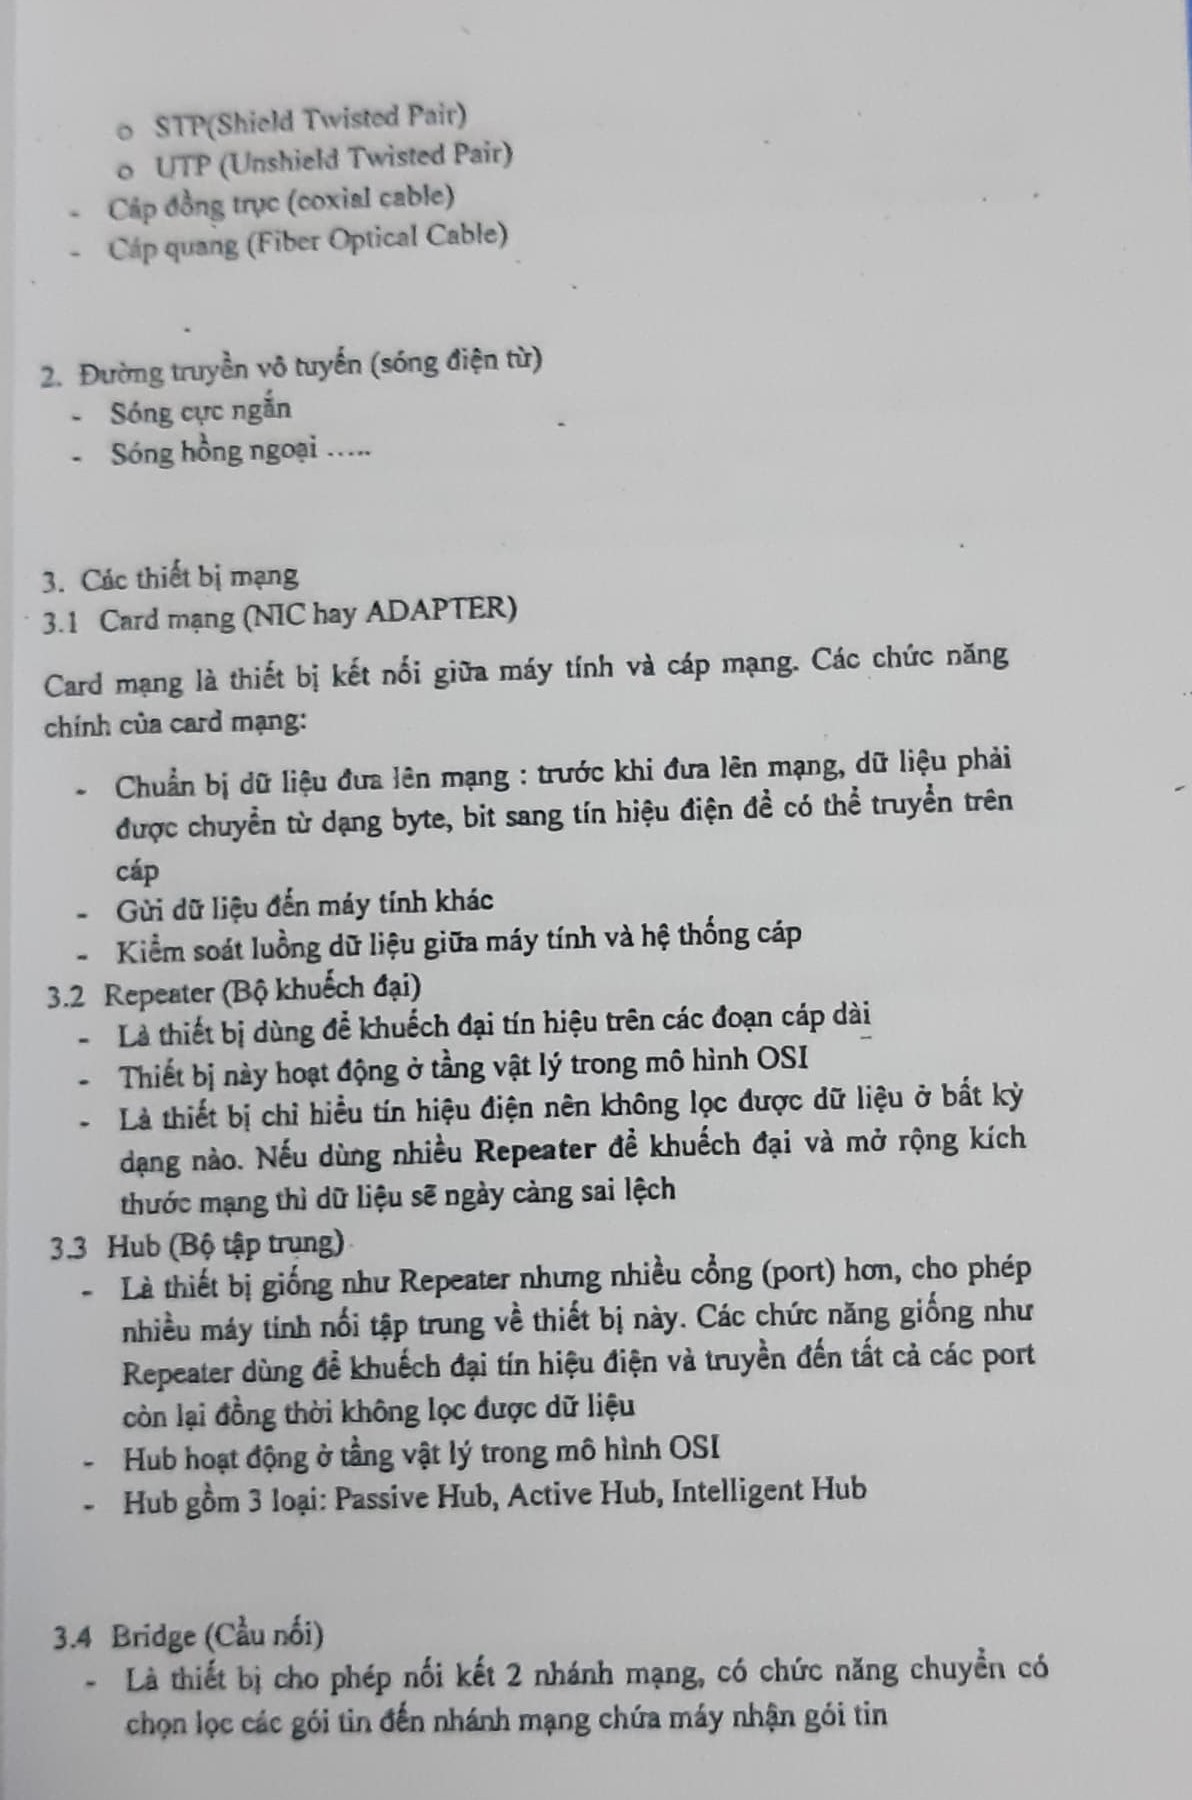 o STP(Shield Twisted Pair)
o UTP (Unshield Twisted Pair)
- Cáp đồng trục (coxial cable)
- Cáp quang (Fiber Optical Cable)
2. Đường truyền vô tuyến (sóng điện từ)
- Sóng cực ngắn
- Sóng hồng ngoại .....
3. Các thiết bị mạng
3.1 Card mạng (NIC hay ADAPTER)
Card mạng là thiết bị kết nối giữa máy tính và cáp mạng. Các chức năng
chính của card mạng:
- Chuẩn bị dữ liệu đưa lên mạng : trước khi đưa lên mạng, dữ liệu phải
được chuyển từ dạng byte, bit sang tín hiệu điện để có thể truyền trên
cáp
- Gửi dữ liệu đến máy tính khác
- Kiểm soát luồng dữ liệu giữa máy tính và hệ thống cáp
3.2 Repeater (Bộ khuếch đại)
- Là thiết bị dùng để khuếch đại tín hiệu trên các đoạn cáp dài
- Thiết bị này hoạt động ở tầng vật lý trong mô hình OSI
- Là thiết bị chỉ hiểu tín hiệu điện nên không lọc được dữ liệu ở bất kỳ
dạng nào. Nếu dùng nhiều Repeater để khuếch đại và mở rộng kích
thước mạng thì dữ liệu sẽ ngày càng sai lệch
3.3 Hub (Bộ tập trung)
- Là thiết bị giống như Repeater nhưng nhiều cổng (port) hơn, cho phép
nhiều máy tính nối tập trung về thiết bị này. Các chức năng giống như
Repeater dùng để khuếch đại tín hiệu điện và truyền đến tất cả các port
còn lại đồng thời không lọc được dữ liệu
- Hub hoạt động ở tầng vật lý trong mô hình OSI
- Hub gồm 3 loại: Passive Hub, Active Hub, Intelligent Hub
3.4 Bridge (Cầu nối)
- Là thiết bị cho phép nối kết 2 nhánh mạng, có chức năng chuyển có
chọn lọc các gói tin đến nhánh mạng chứa máy nhận gói tin